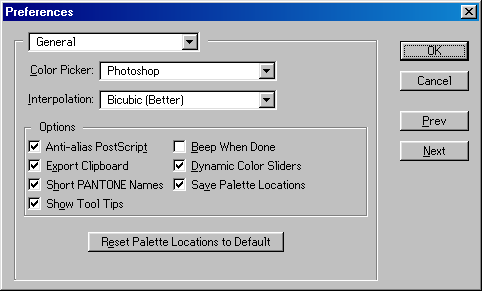 Preferences
General
OK
Color Picker: Photoshop
Cancel
Interpolation: Bicubic (Better)
Prev
Options
Anti-alias PostScript Beep When Done
Next
Export Clipboard Dynamic Color Sliders
Short PANTONE Names Save Palette Locations
Show Tool Tips
Reset Palette Locations to Default